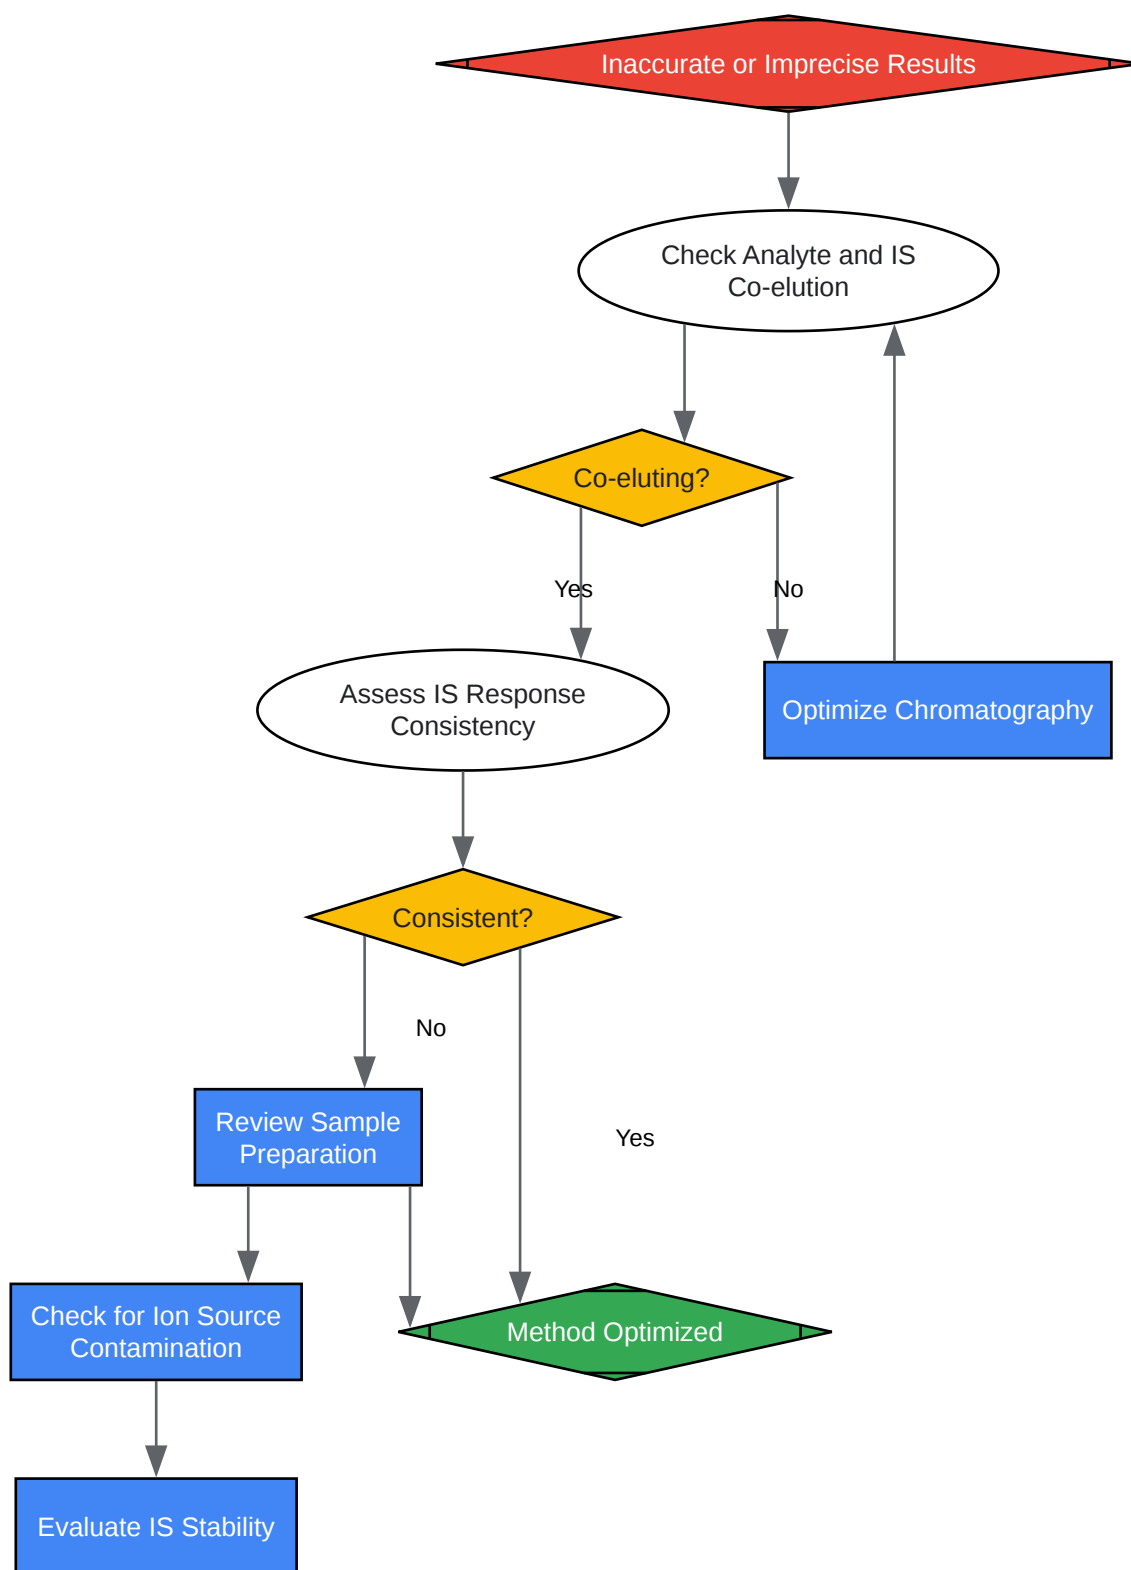 Inaccurate or Imprecise Results
Check Analyte and IS
Co-elution
Co-eluting?
Yes
No
Assess IS Response
Consistency
Optimize Chromatography
Consistent?
No
Review Sample
Preparation
Yes
Check for Ion Source
Contamination
Method Optimized
Evaluate IS Stability